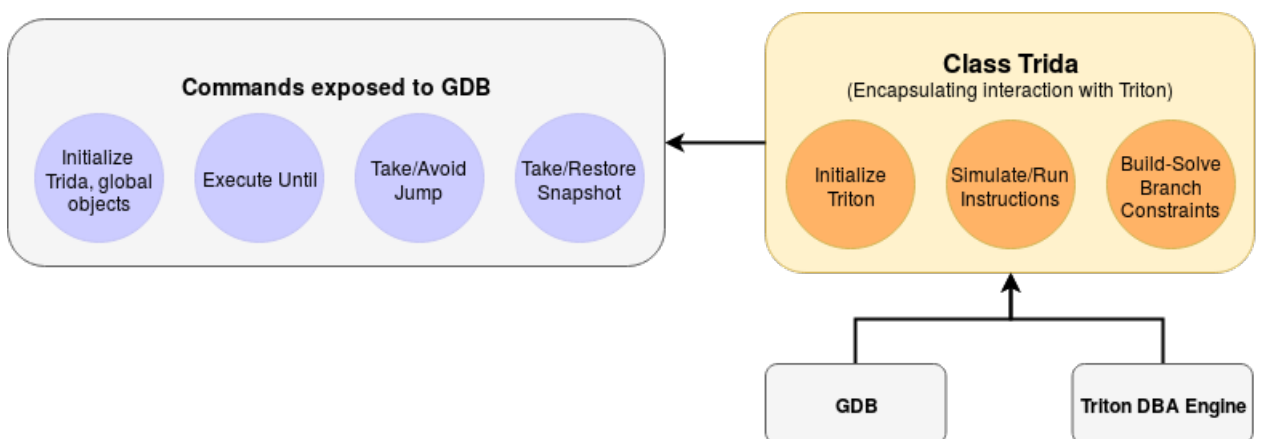 Commands exposed to GDB
Initialize
Trida, global
objects
Execute Until
Take/Avoid
Jump
Take/Restore
Snapshot
Class Trida
(Encapsulating interaction with Triton)
Initialize
Triton
Simulate/Run
Instructions
Build-Solve
Branch
Constraints
GDB
Triton DBA Engine